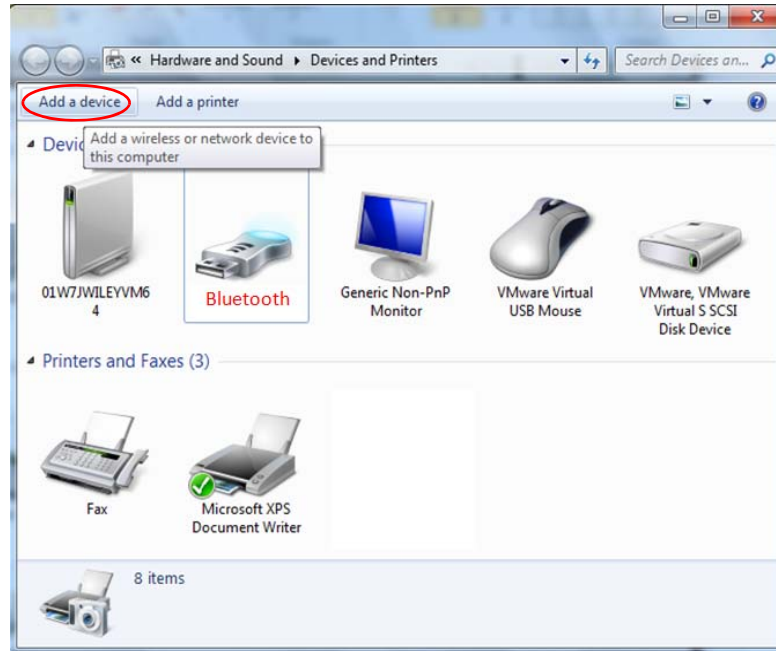 « Hardware and Sound ▸ Devices and Printers
Search Devices an...
Add a device
Add a printer
Devic
Add a wireless or network device to
this computer
01W7JWILEYVM6
4
Bluetooth
Generic Non-PnP
Monitor
VMware Virtual
USB Mouse
VMware, VMware
Virtual S SCSI
Disk Device
Printers and Faxes (3)
Fax
Microsoft XPS
Document Writer
8 items